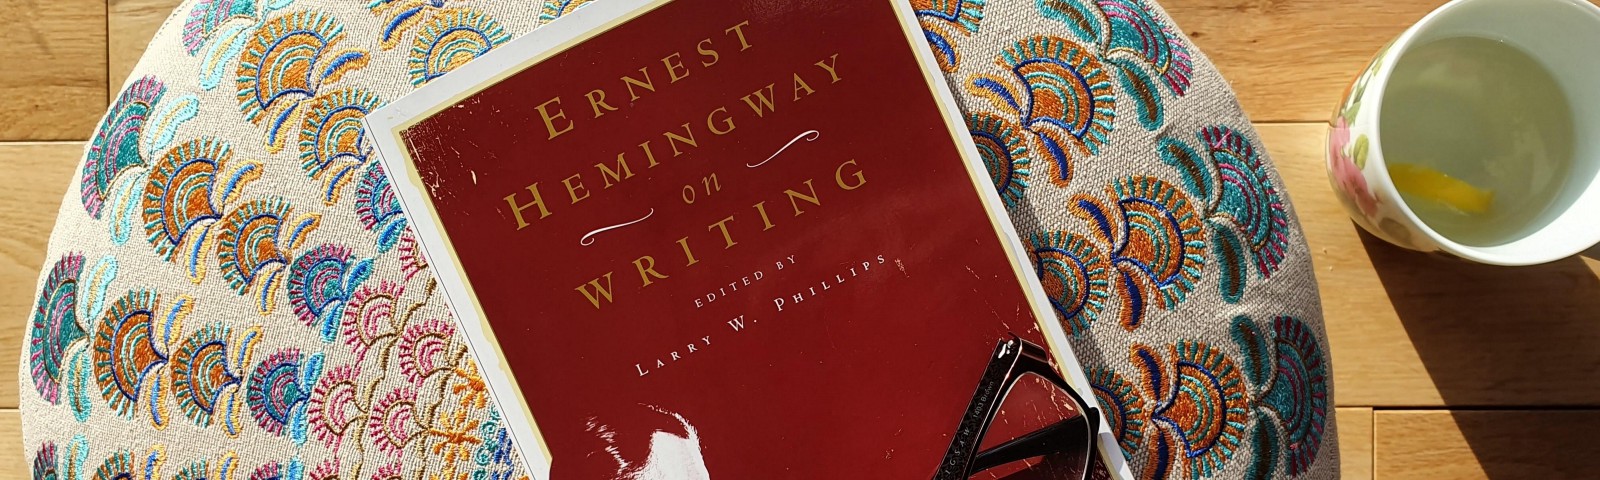 ERNEST
HEMINGWAY
on
WRITING
EDITED BY
LARRY W. PHILLIPS